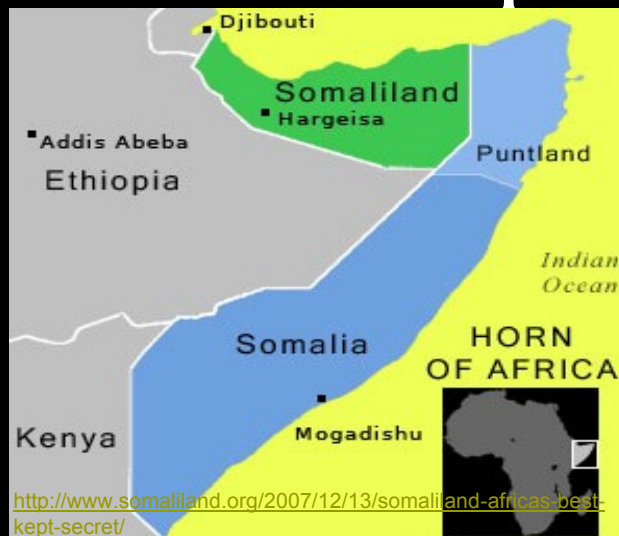 Djibouti
Somaliland
Hargeisa
Addis Abeba
Ethiopia
Puntland
Indian
Ocean
HORN
OF AFRICA
Somalia
Mogadishu
Kenya
http://www.somaliland.org/2007/12/13/somaliland-africas-best-
kept-secret/